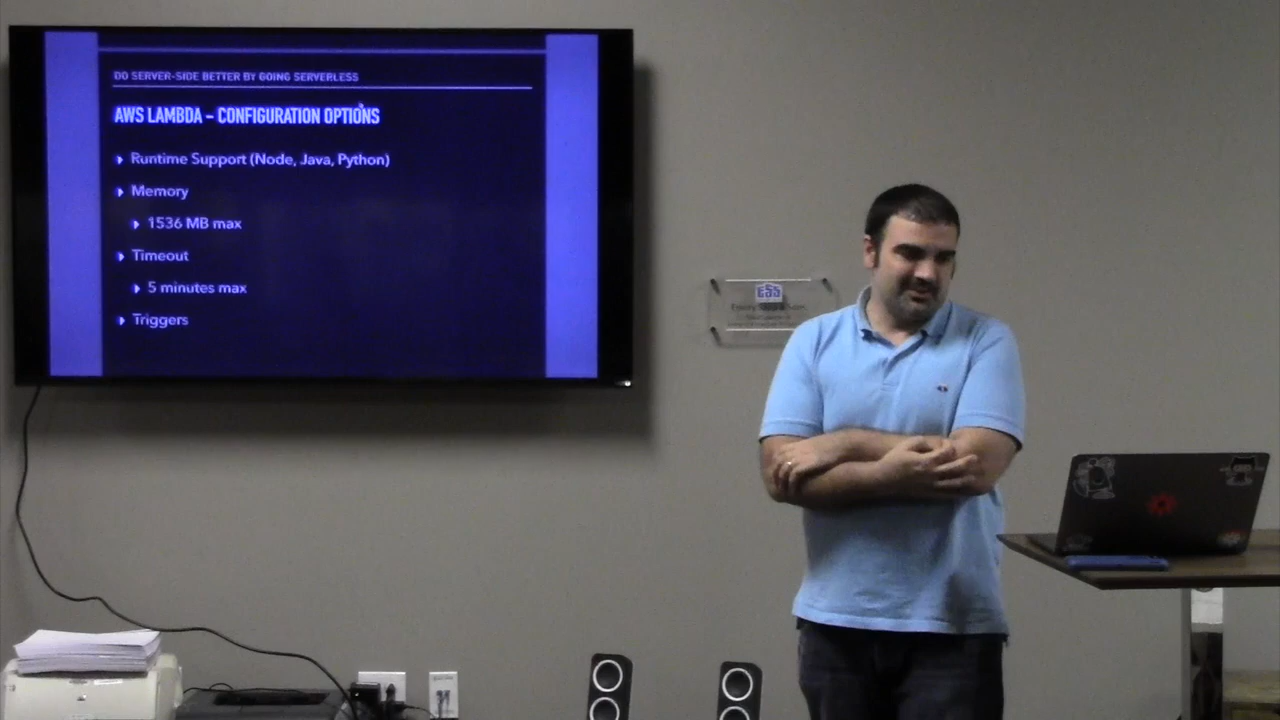 DO SERVER-SIDE BETTER BY GOING SERVERLESS
AWS LAMBDA – CONFIGURATION OPTIONS
Runtime Support (Node, Java, Python)
Memory
1536 MB max
Timeout
5 minutes max
Triggers
ESS